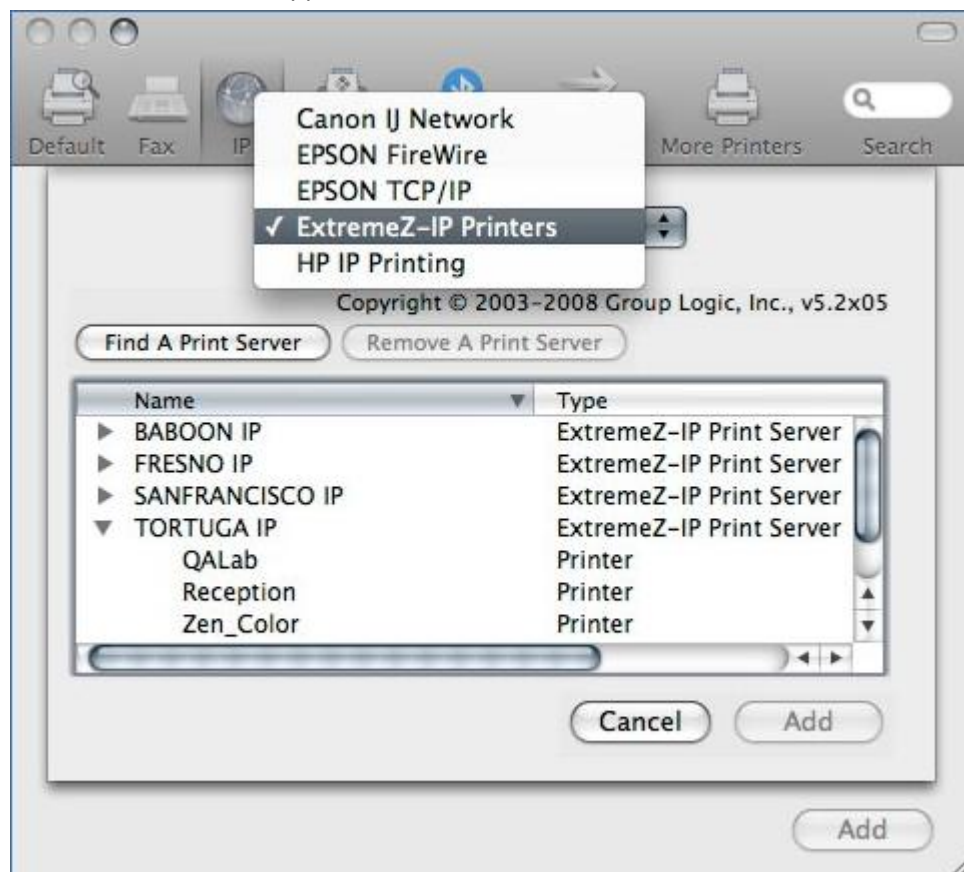 Default Fax IP More Printers Search
Canon IJ Network
EPSON FireWire
EPSON TCP/IP
✓ ExtremeZ-IP Printers
HP IP Printing
Copyright © 2003-2008 Group Logic, Inc., v5.2x05
Find A Print Server Remove A Print Server
Name Type
BABOON IP ExtremeZ-IP Print Server
FRESNO IP ExtremeZ-IP Print Server
SANFRANCISCO IP ExtremeZ-IP Print Server
TORTUGA IP ExtremeZ-IP Print Server
QALab Printer
Reception Printer
Zen_Color Printer
Cancel Add
Add